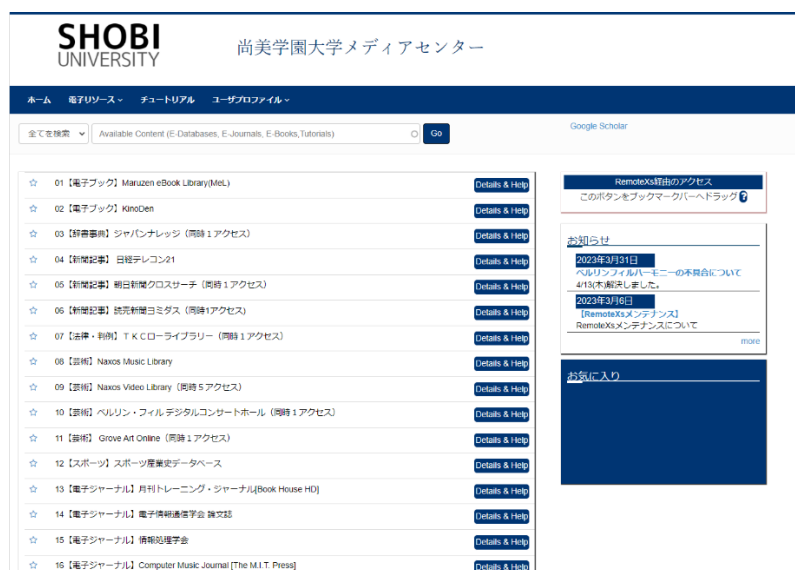 SHOBI
UNIVERSITY
尚美学園大学メディアセンター
ホーム 電子リソース チュートリアル ユーザプロファイル
全てを検索 Available Content (E-Databases, E-Journals, E-Books,Tutorials) Go
Google Scholar
01【電子ブック】Maruzen eBook Library(MeL) Details & Help
02【電子ブック】KinoDen Details & Help
03【辞書事典】ジャパンナレッジ（同時１アクセス） Details & Help
04【新聞記事】 日経テレコン21 Details & Help
05【新聞記事】朝日新聞クロスサーチ（同時１アクセス） Details & Help
06【新聞記事】読売新聞ヨミダス（同時1アクセス) Details & Help
07【法律・判例】ＴＫＣローライブラリー（同時１アクセス） Details & Help
08【芸術】Naxos Music Library Details & Help
09【芸術】Naxos Video Library（同時５アクセス） Details & Help
10【芸術】ベルリン・フィル デジタルコンサートホール（同時１アクセス） Details & Help
11【芸術】 Grove Art Online（同時１アクセス） Details & Help
12【スポーツ】スポーツ産業史データベース Details & Help
13【電子ジャーナル】月刊トレーニング・ジャーナル[Book House HD] Details & Help
14【電子ジャーナル】電子情報通信学会 論文誌 Details & Help
15【電子ジャーナル】情報処理学会 Details & Help
16【電子ジャーナル】Computer Music Journal [The M.I.T. Press] Details & Help
RemoteXs経由のアクセス
このボタンをブックマークバーへドラッグ ?
お知らせ
2023年3月31日
ベルリンフィルハーモニーの不具合について
4/13(木)解決しました。
2023年3月6日
【RemoteXsメンテナンス】
RemoteXsメンテナンスについて
more
お気に入り